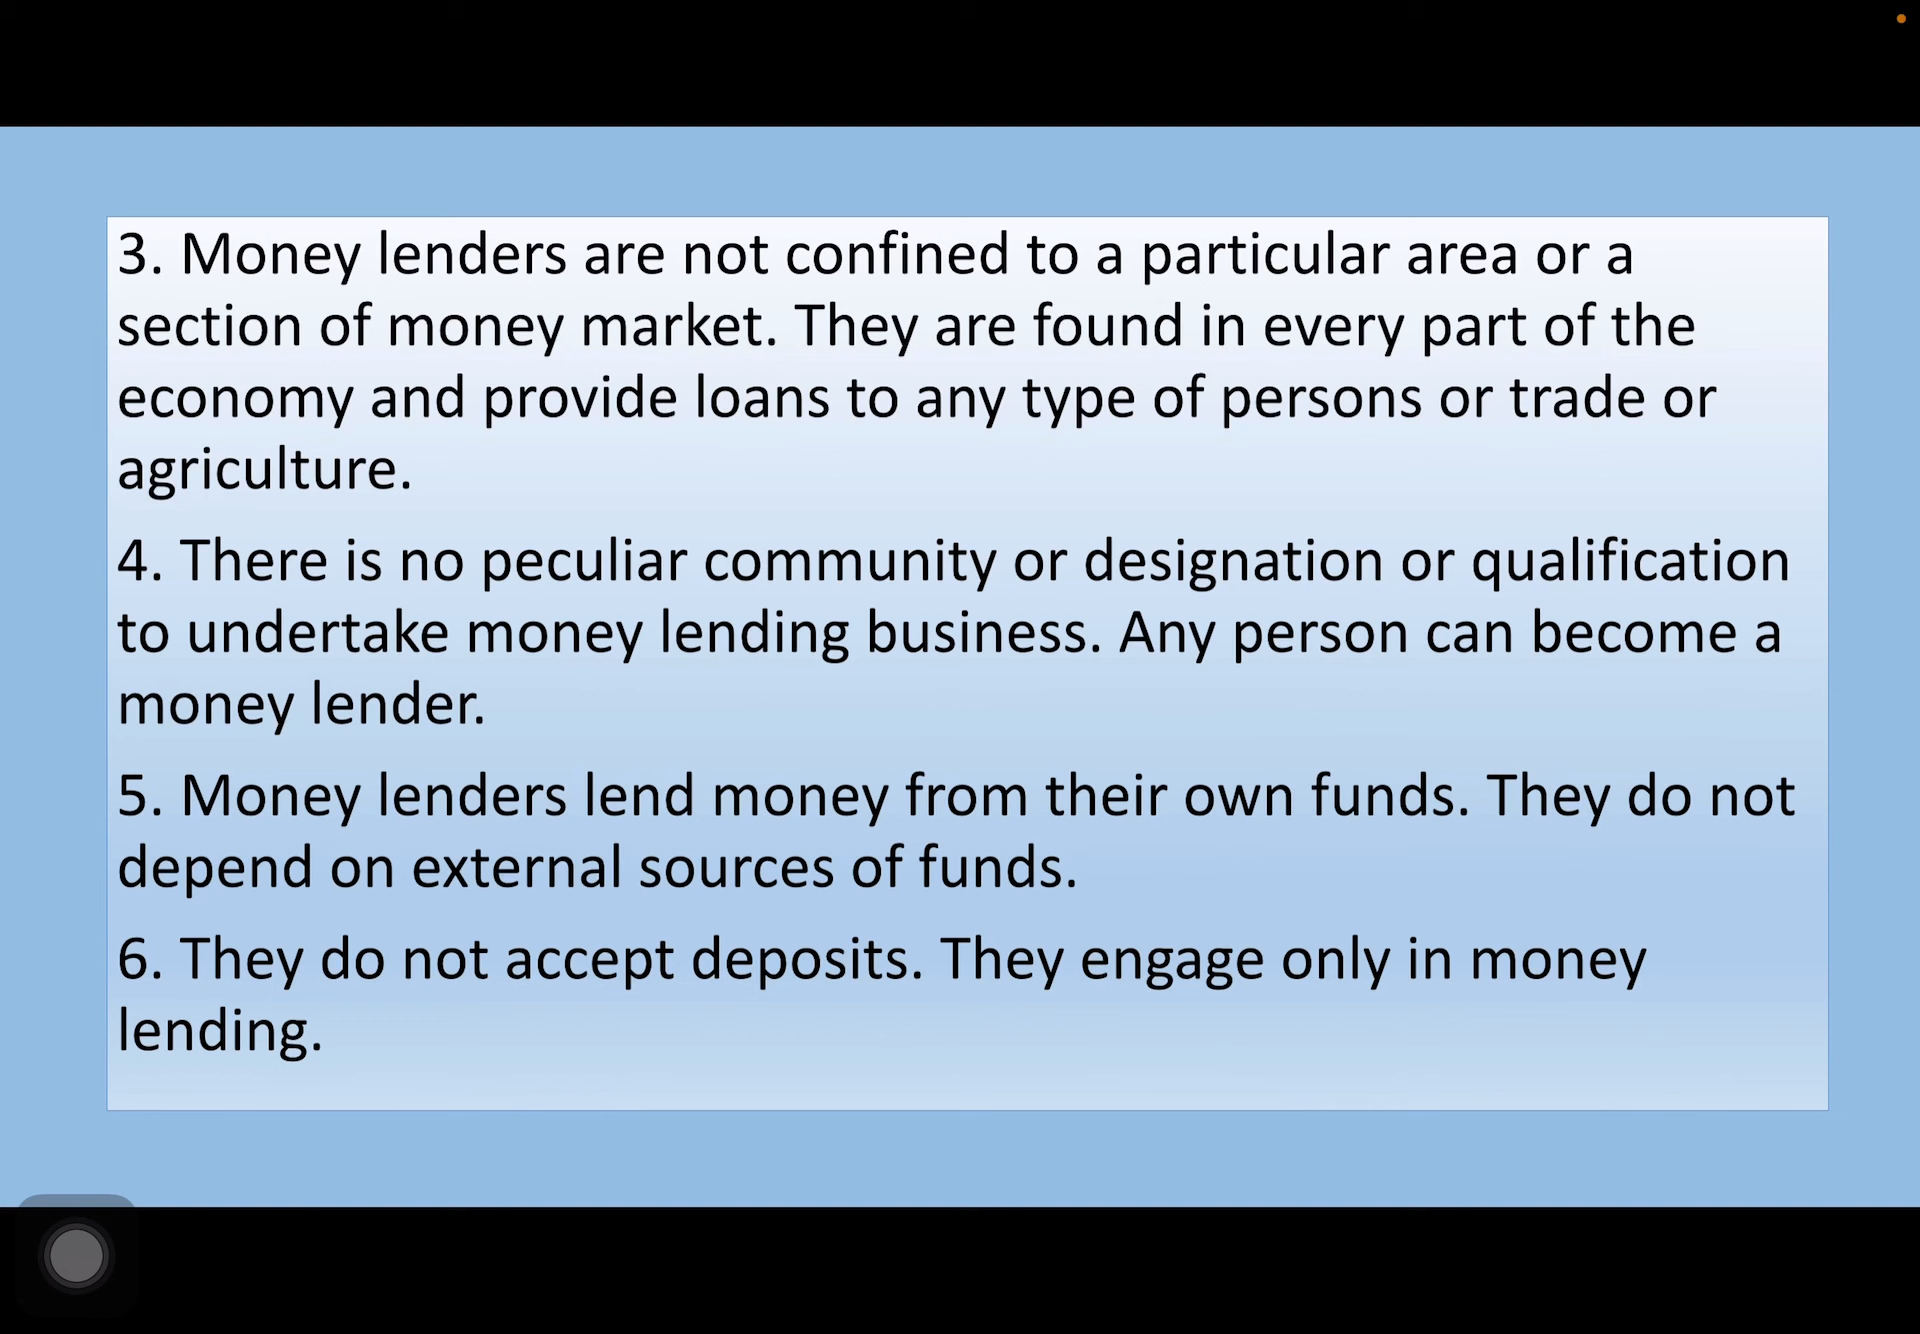 3. Money lenders are not confined to a particular area or a
section of money market. They are found in every part of the
economy and provide loans to any type of persons or trade or
agriculture.
4. There is no peculiar community or designation or qualification
to undertake money lending business. Any person can become a
money lender.
5. Money lenders lend money from their own funds. They do not
depend on external sources of funds.
6. They do not accept deposits. They engage only in money
lending.